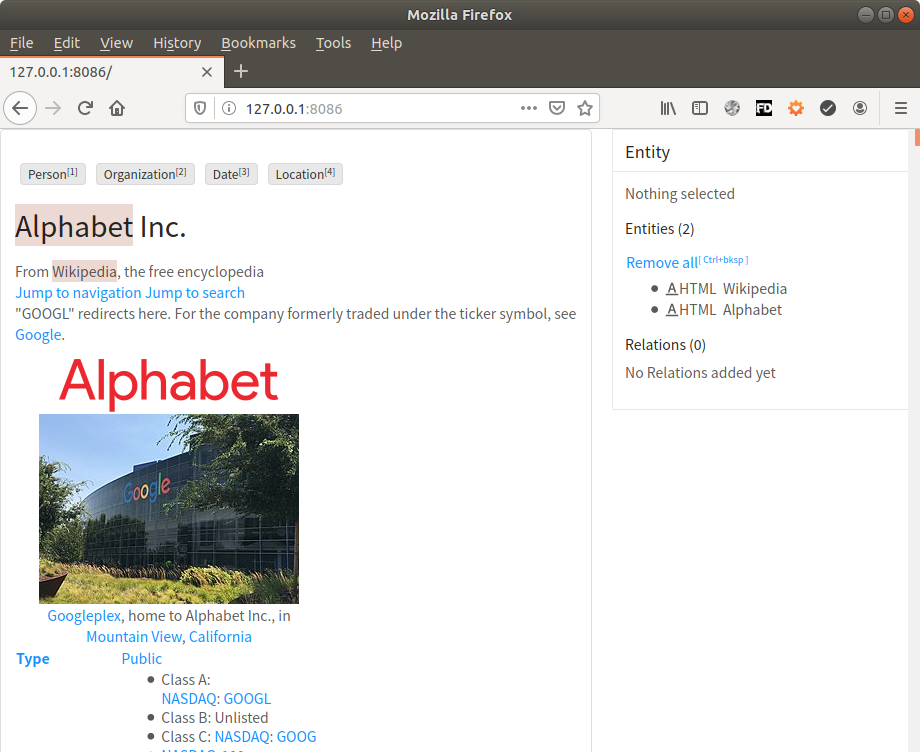 Mozilla Firefox
File Edit View History Bookmarks Tools Help
127.0.0.1:8086/
127.0.0.1:8086
FD
Person[1] Organization[2] Date[3] Location[4]
Alphabet Inc.
From Wikipedia, the free encyclopedia
Jump to navigation Jump to search
"GOOGL" redirects here. For the company formerly traded under the ticker symbol, see
Google.
Alphabet
Google
Googleplex, home to Alphabet Inc., in
Mountain View, California
Type Public
Class A:
NASDAQ: GOOGL
Class B: Unlisted
Class C: NASDAQ: GOOG
Entity
Nothing selected
Entities (2)
Remove all[ Ctrl+bksp ]
A HTML Wikipedia
A HTML Alphabet
Relations (0)
No Relations added yet